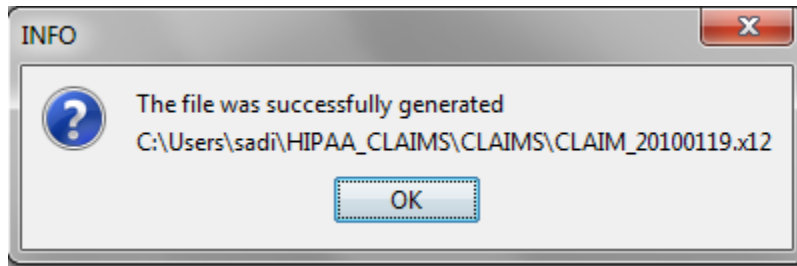 INFO
The file was successfully generated
C:\Users\sadi\HIPAA_CLAIMS\CLAIMS\CLAIM_20100119.x12
OK